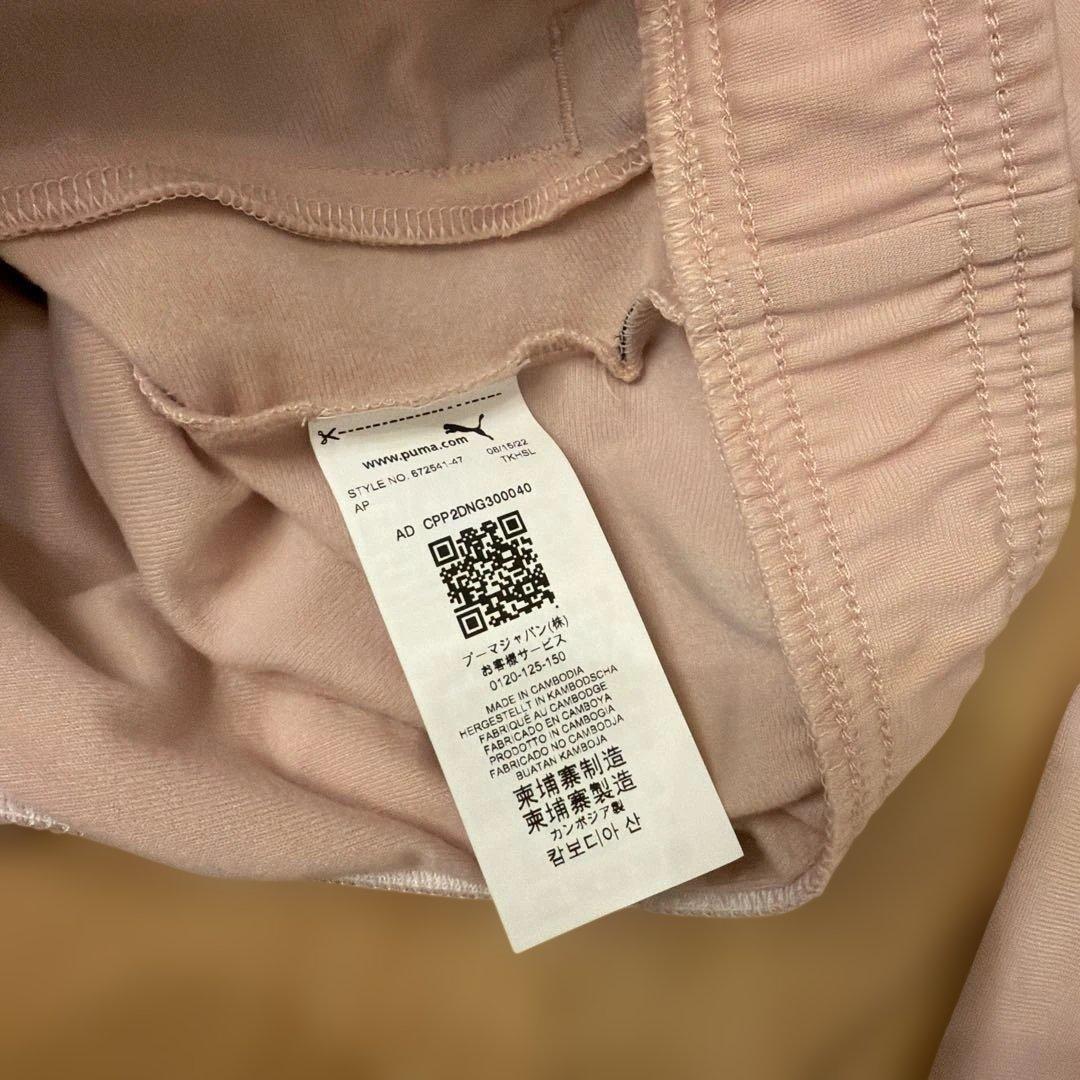 www.puma.com
STYLE NO. 672541-47 08/15/22
AP TKHSL
AD CPP2DNG300040
プーマジャパン(株)
お客様サービス
0120-125-150
MADE IN CAMBODIA
HERGESTELLT IN KAMBODSCHA
FABRIQUÉ AU CAMBODGE
FABRICADO EN CAMBOYA
PRODOTTO IN CAMBOGIA
FABRICADO NO CAMBODJA
BUATAN KAMBOJA
柬埔寨制造
柬埔寨製造
カンボジア製
캄보디아 산